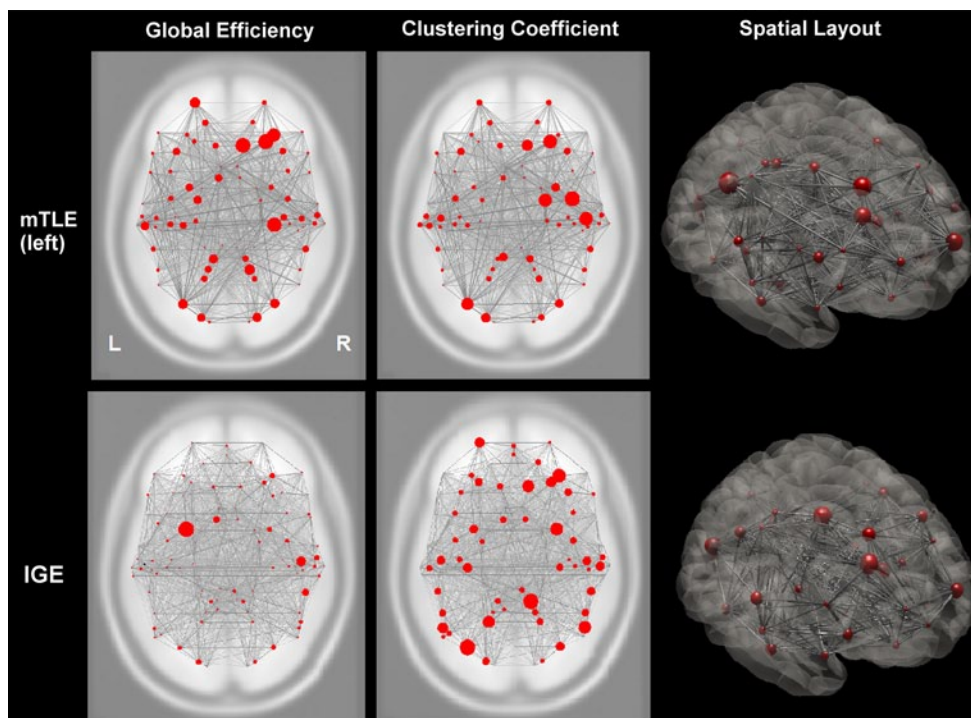 Global Efficiency
Clustering Coefficient
Spatial Layout
mTLE
(left)
L
R
IGE